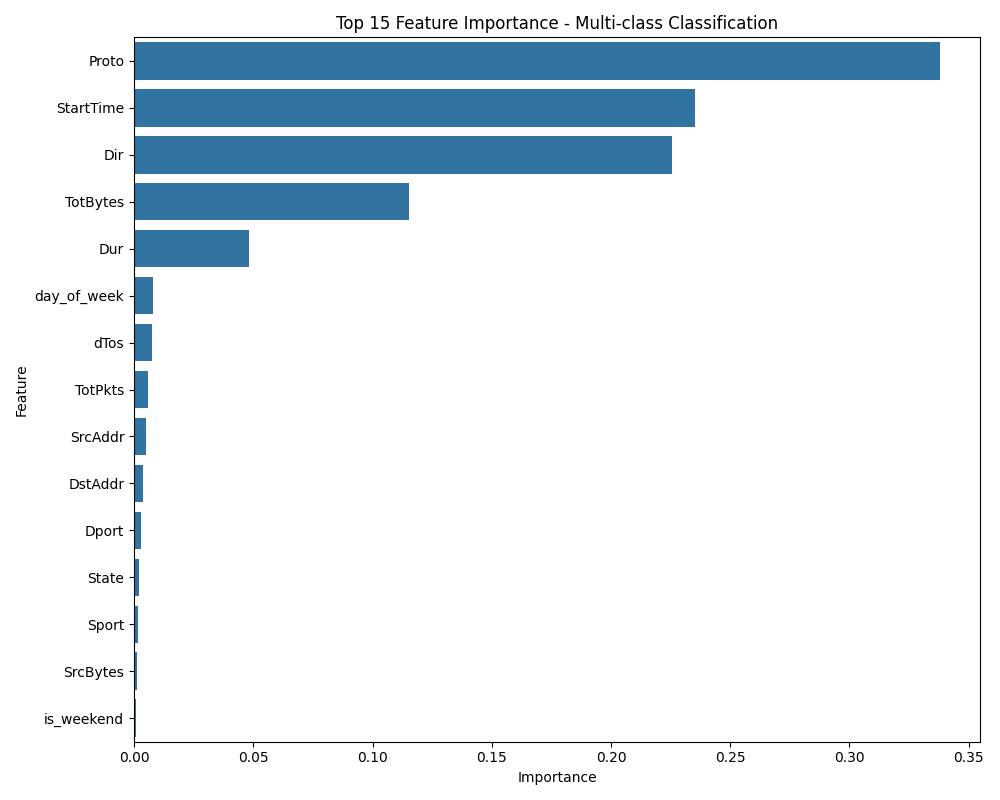 Top 15 Feature Importance - Multi-class Classification
Proto
StartTime
Dir
TotBytes
Dur
day_of_week
dTos
TotPkts
SrcAddr
DstAddr
Dport
State
Sport
SrcBytes
is_weekend
Feature
0.00 0.05 0.10 0.15 0.20 0.25 0.30 0.35
Importance